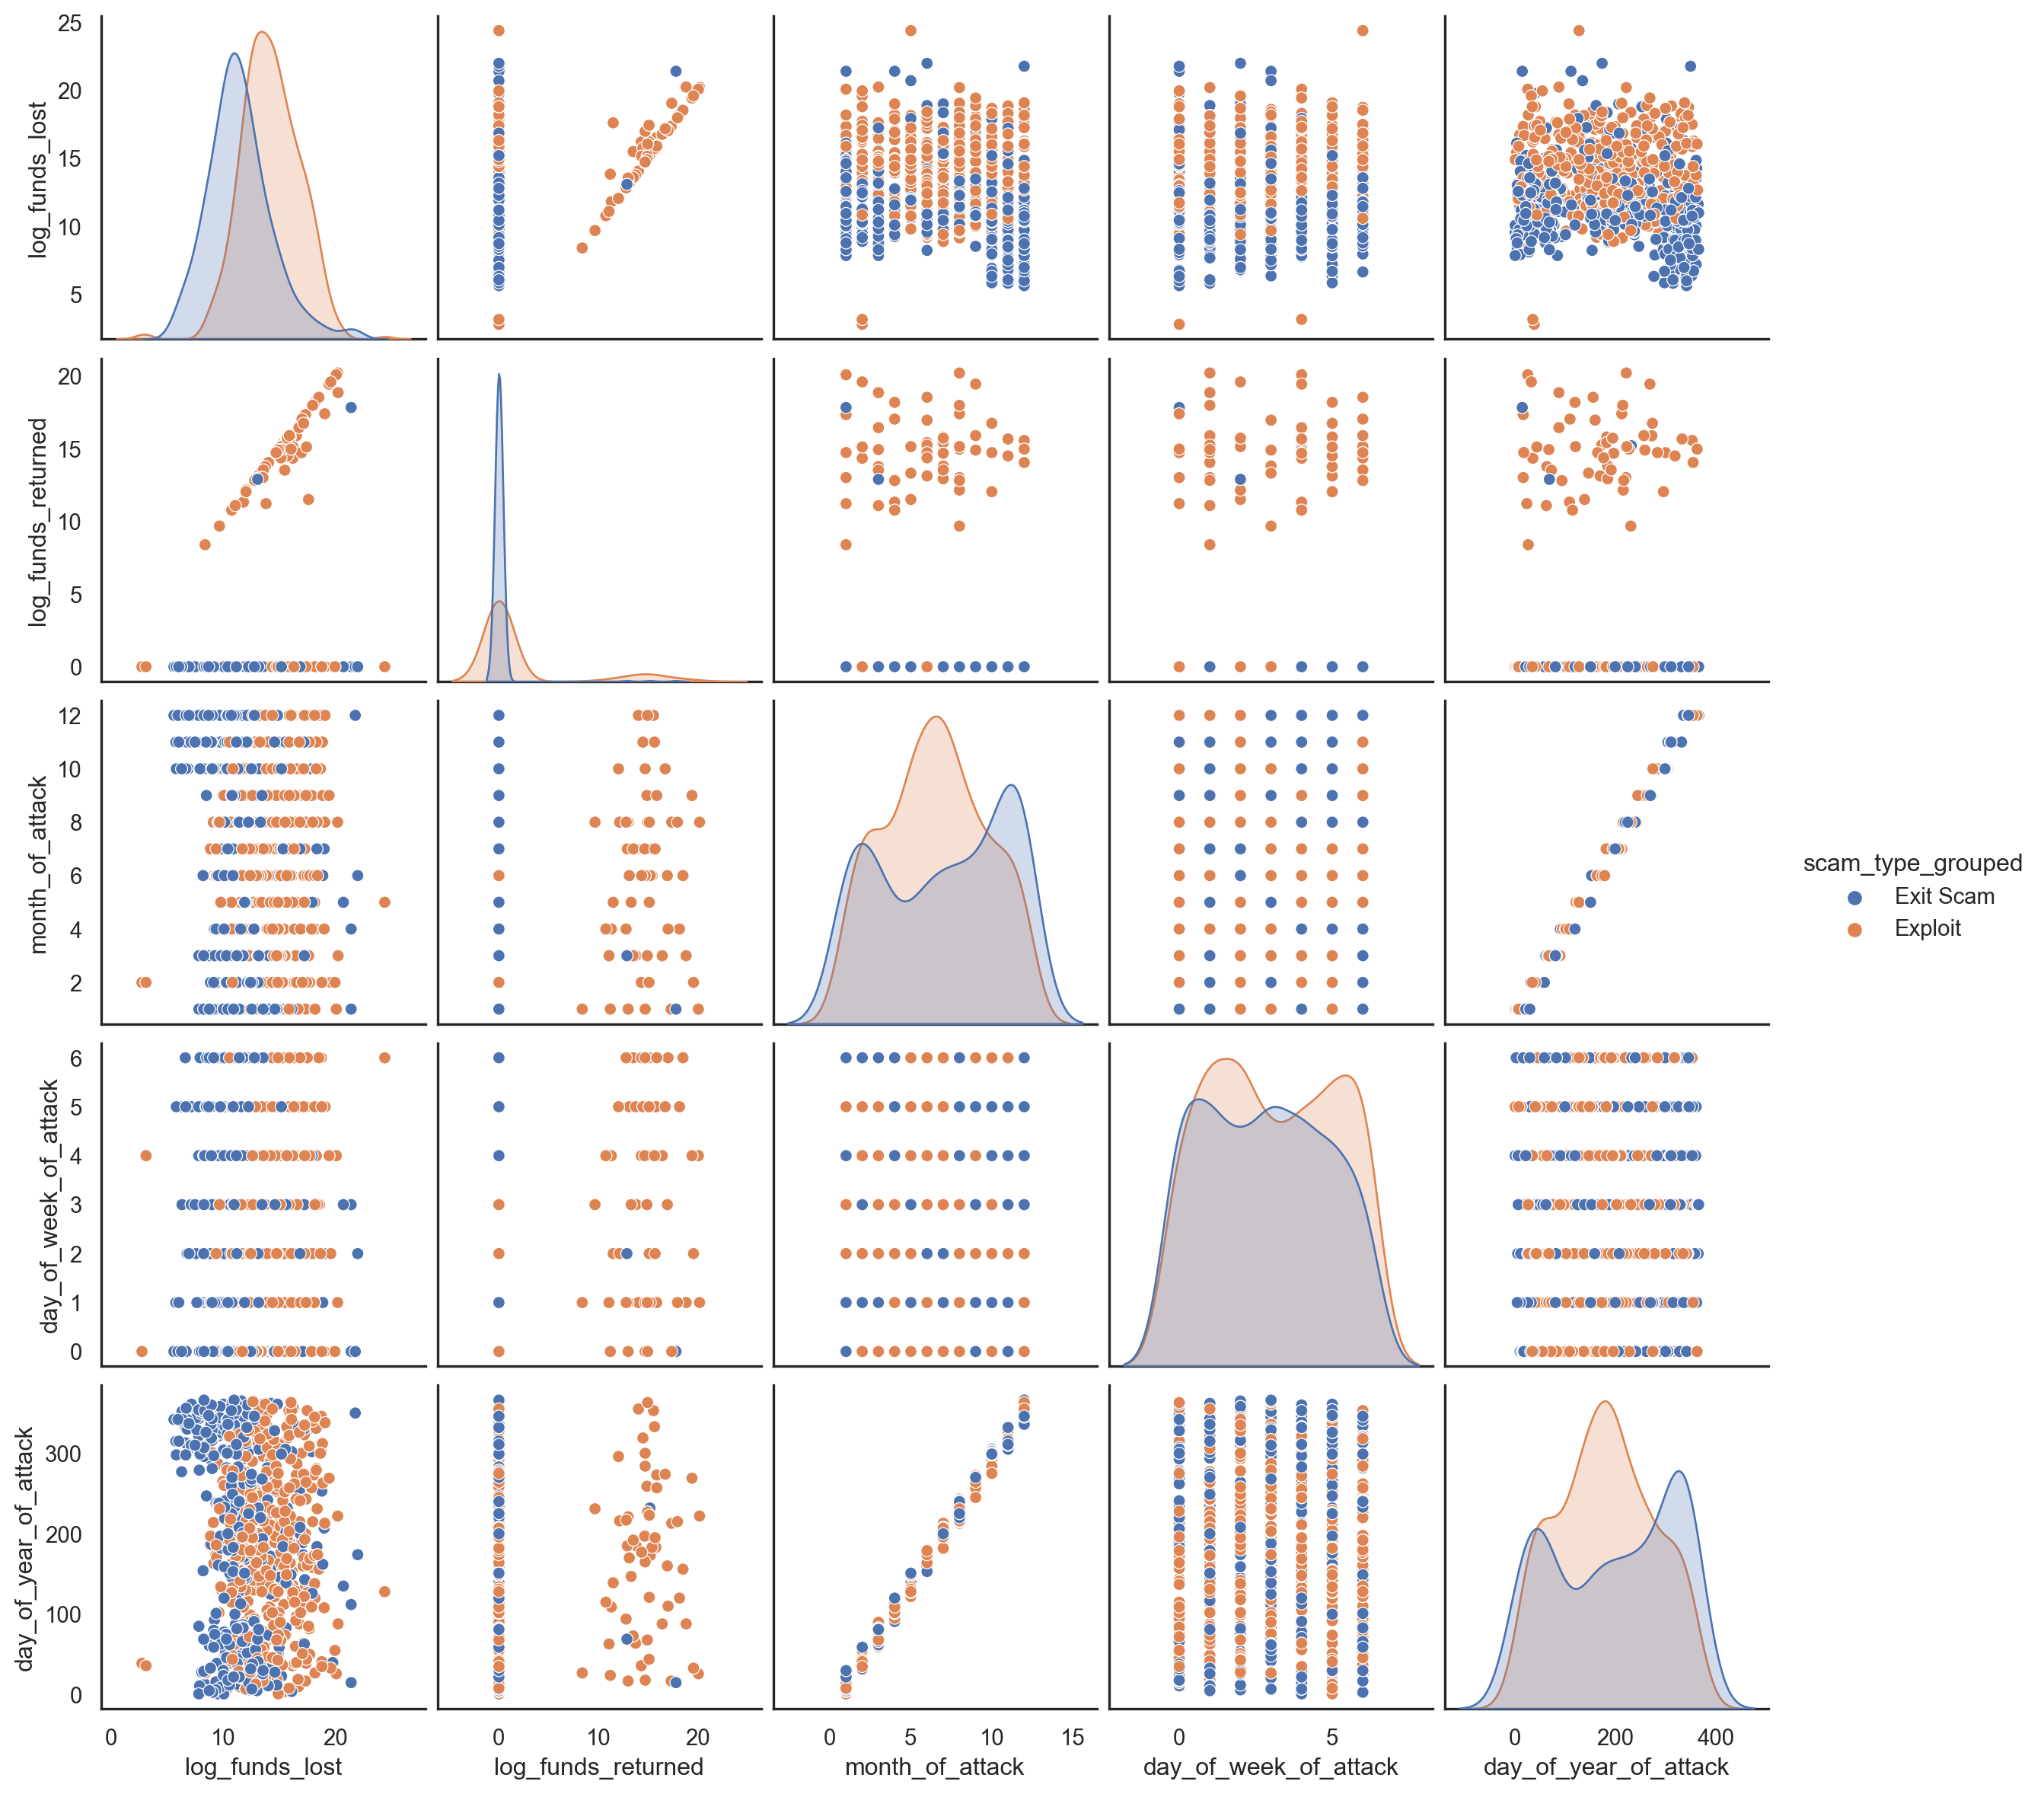 25
20
15
10
5
log_funds_lost
20
15
10
5
0
log_funds_returned
12
10
8
6
4
2
month_of_attack
6
5
4
3
2
1
0
day_of_week_of_attack
300
200
100
0
day_of_year_of_attack
0 10 20
log_funds_lost
0 10 20
log_funds_returned
0 5 10 15
month_of_attack
0 5
day_of_week_of_attack
0 200 400
day_of_year_of_attack
scam_type_grouped
Exit Scam
Exploit